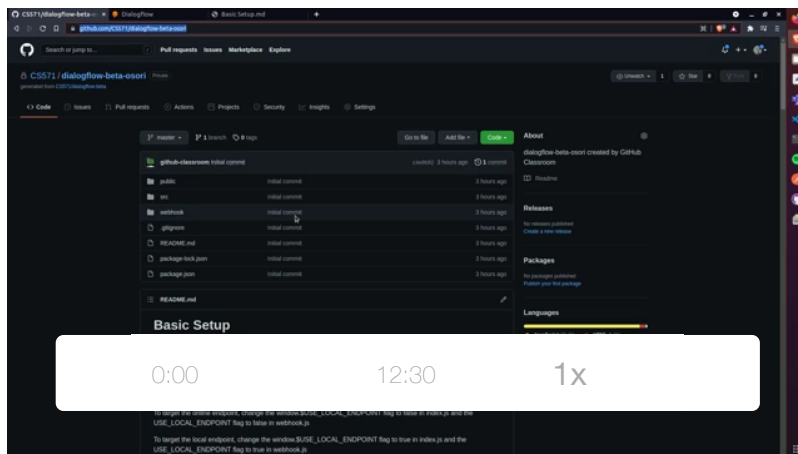 CS571/dialogflow-beta-o
Dialogflow
Basic Setup.md
github.com/CS571/dialogflow-beta-osori
Search or jump to...
Pull requests Issues Marketplace Explore
CS571 / dialogflow-beta-osori Private
generated from CS571/dialogflow-beta
Unwatch 1 Star 0 Fork 0
Code Issues Pull requests Actions Projects Security Insights Settings
master 1 branch 0 tags Go to file Add file Code
github-classroom Initial commit 3 hours ago 1 commit
public Initial commit 3 hours ago
src Initial commit 3 hours ago
webhook Initial commit 3 hours ago
.gitignore Initial commit 3 hours ago
README.md Initial commit 3 hours ago
package-lock.json Initial commit 3 hours ago
package.json Initial commit 3 hours ago
README.md
Basic Setup
About
dialogflow-beta-osori created by GitHub
Classroom
Readme
Releases
No releases published
Create a new release
Packages
No packages published
Publish your first package
Languages
0:00 12:30 1x
To target the online endpoint, change the window.$USE_LOCAL_ENDPOINT flag to false in index.js and the
USE_LOCAL_ENDPOINT flag to false in webhook.js
To target the local endpoint, change the window.$USE_LOCAL_ENDPOINT flag to true in index.js and the
USE_LOCAL_ENDPOINT flag to true in webhook.js